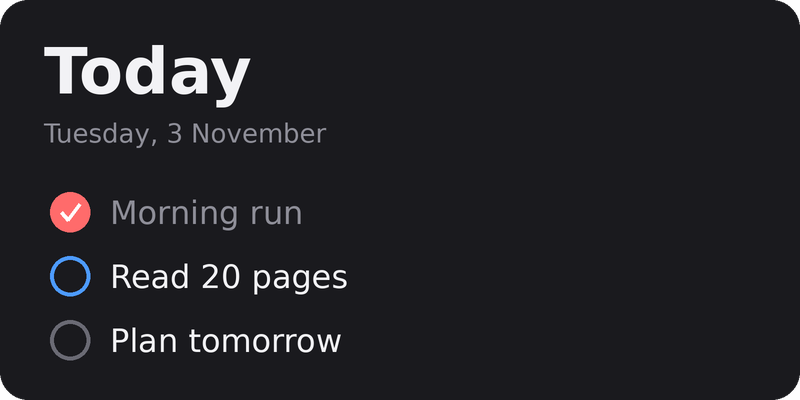 Today
Tuesday, 3 November
Morning run
Read 20 pages
Plan tomorrow